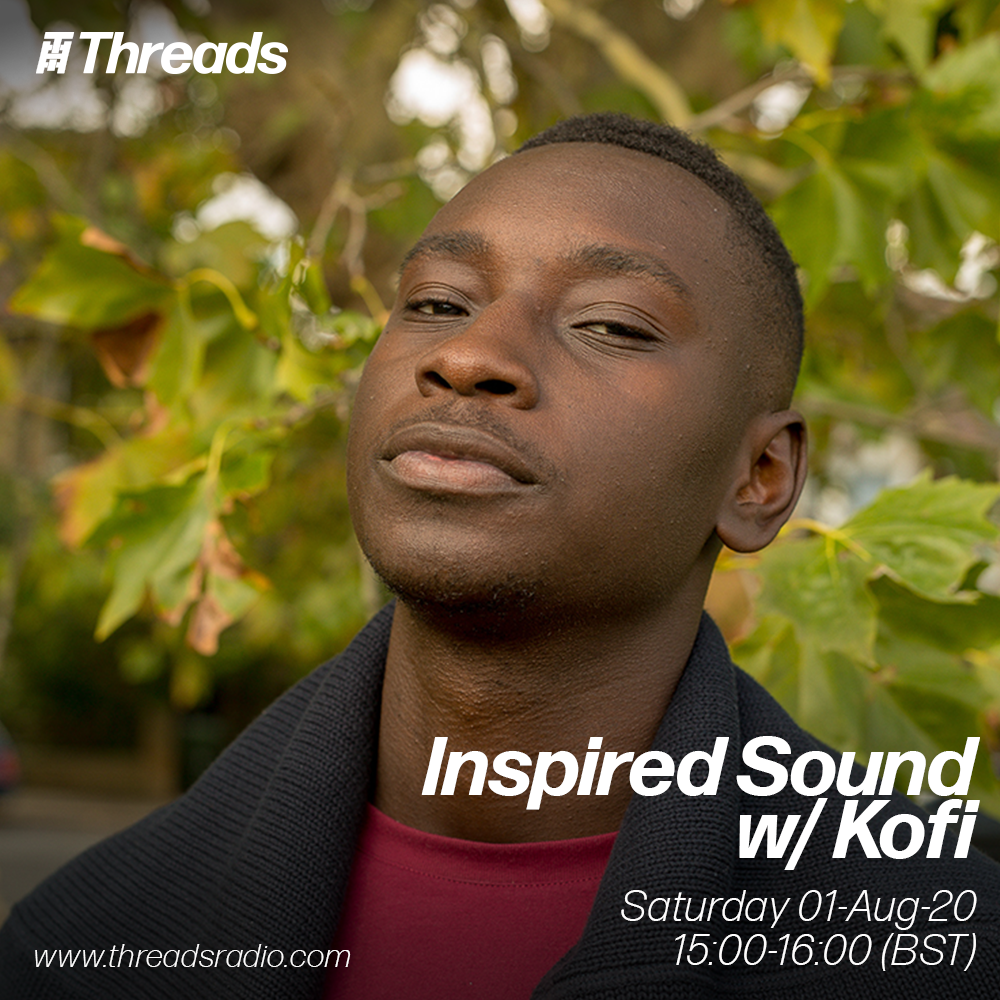 Threads
Inspired Sound
w/ Kofi
Saturday 01-Aug-20
15:00-16:00 (BST)
www.threadsradio.com